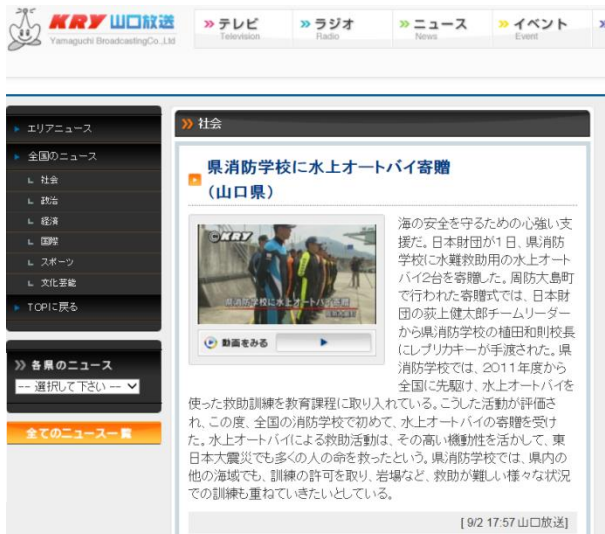 KRY 山口放送
Yamaguchi BroadcastingCo.,Ltd
» テレビ
Television
» ラジオ
Radio
» ニュース
News
» イベント
Event
エリアニュース
全国のニュース
社会
政治
経済
国際
スポーツ
文化芸能
TOPに戻る
各県のニュース
-- 選択して下さい --
全てのニュース一覧
社会
県消防学校に水上オートバイ寄贈
(山口県)
©KRY
県消防学校に水上オートバイ寄贈
動画をみる
海の安全を守るための心強い支
援だ。日本財団が1日、県消防
学校に水難救助用の水上オート
バイ2台を寄贈した。周防大島町
で行われた寄贈式では、日本財
団の荻上健太郎チームリーダー
から県消防学校の植田和則校長
にレプリカキーが手渡された。県
消防学校では、2011年度から
全国に先駆け、水上オートバイを
使った救助訓練を教育課程に取り入れている。こうした活動が評価さ
れ、この度、全国の消防学校で初めて、水上オートバイの寄贈を受け
た。水上オートバイによる救助活動は、その高い機動性を活かして、東
日本大震災でも多くの人の命を救ったという。県消防学校では、県内の
他の海域でも、訓練の許可を取り、岩場など、救助が難しい様々な状況
での訓練も重ねていきたいとしている。
[ 9/2 17:57 山口放送]